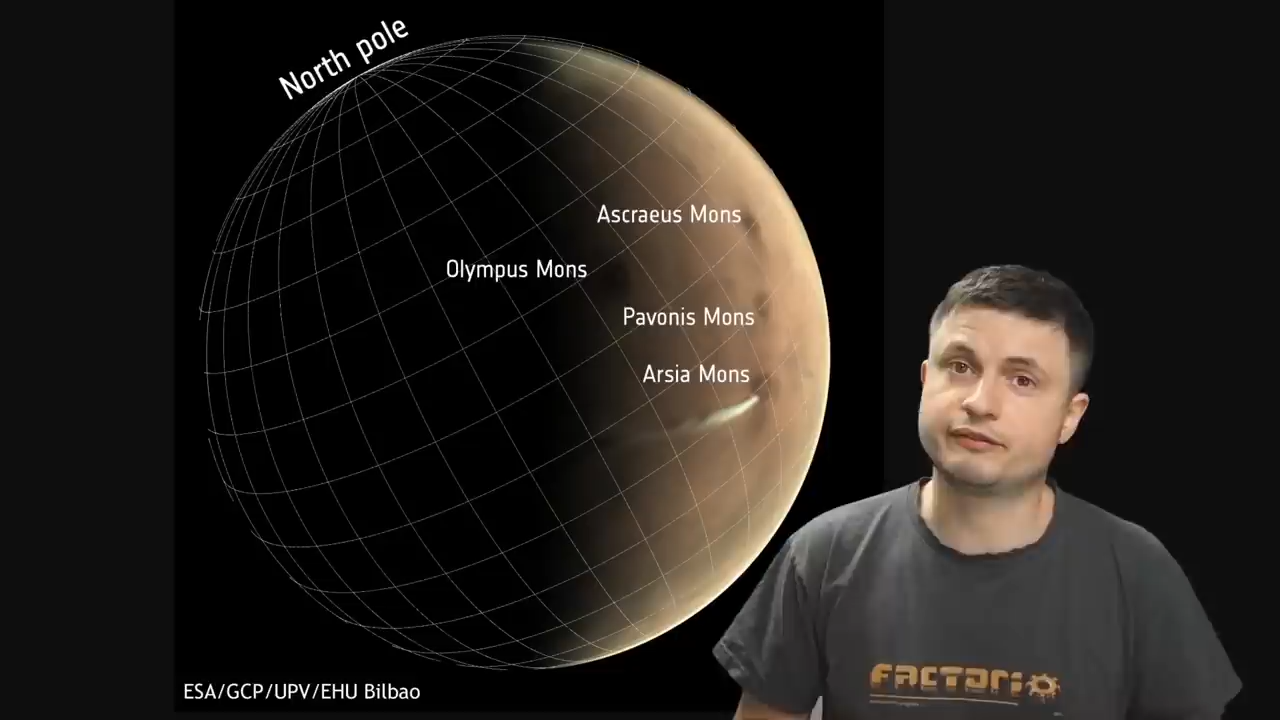 North pole
Ascraeus Mons
Olympus Mons
Pavonis Mons
Arsia Mons
FACTORIO
ESA/GCP/UPV/EHU Bilbao